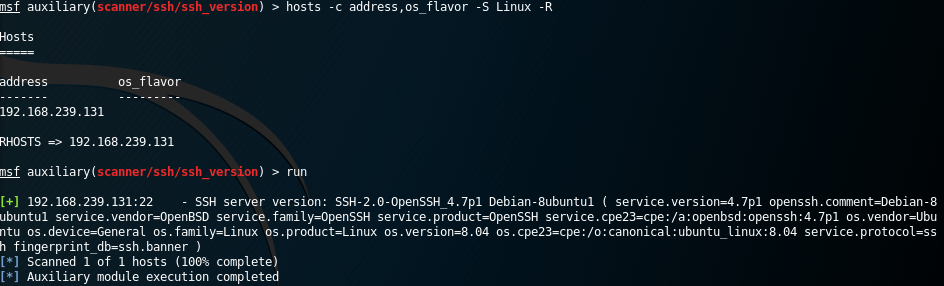 msf auxiliary(scanner/ssh/ssh_version) > hosts -c address,os_flavor -S Linux -R
Hosts
=====
address          os_flavor
-------          ---------
192.168.239.131
RHOSTS => 192.168.239.131
msf auxiliary(scanner/ssh/ssh_version) > run
[+] 192.168.239.131:22    - SSH server version: SSH-2.0-OpenSSH_4.7p1 Debian-8ubuntu1 ( service.version=4.7p1 openssh.comment=Debian-8
ubuntu1 service.vendor=OpenBSD service.family=OpenSSH service.product=OpenSSH service.cpe23=cpe:/a:openbsd:openssh:4.7p1 os.vendor=Ubu
ntu os.device=General os.family=Linux os.product=Linux os.version=8.04 os.cpe23=cpe:/o:canonical:ubuntu_linux:8.04 service.protocol=ss
h fingerprint_db=ssh.banner )
[*] Scanned 1 of 1 hosts (100% complete)
[*] Auxiliary module execution completed